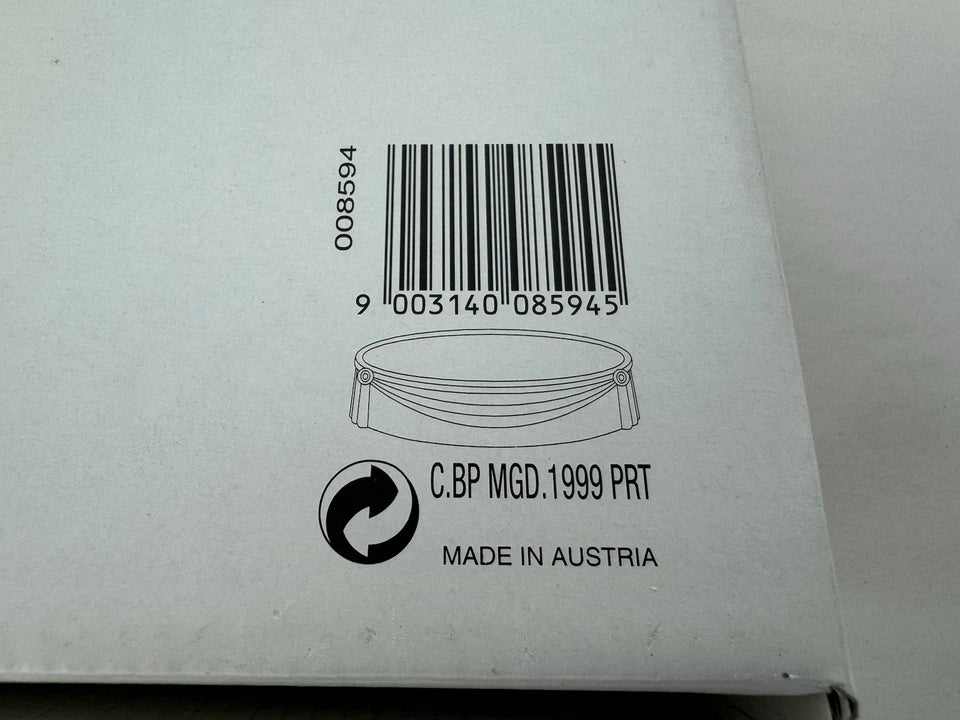 008594
9 003140 085945
C.BP MGD.1999 PRT
MADE IN AUSTRIA